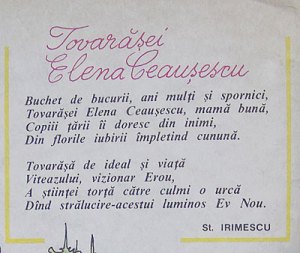 Tovarășei
Elena Ceaușescu
Buchet de bucurii, ani mulți și spornici,
Tovarășei Elena Ceaușescu, mamă bună,
Copiii țării îi doresc din inimi,
Din florile iubirii împletind cunună.
Tovarășă de ideal și viață
Viteazului, vizionar Erou,
A științei torță către culmi o urcă
Dînd strălucire-acestui luminos Ev Nou.
St. IRIMESCU